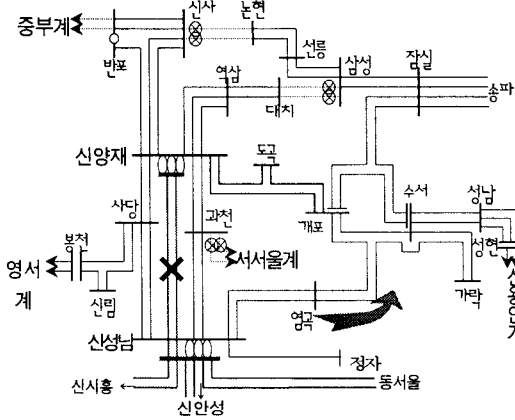 중부계
신사
논현
반포
선릉
삼성
잠실
역삼
대치
송파
신양재
도곡
수서
성남
사당
과천
개포
봉천
성현
영서계
서서울계
신림
가락
신성남
염곡
정자
신시흥
동서울
신안성